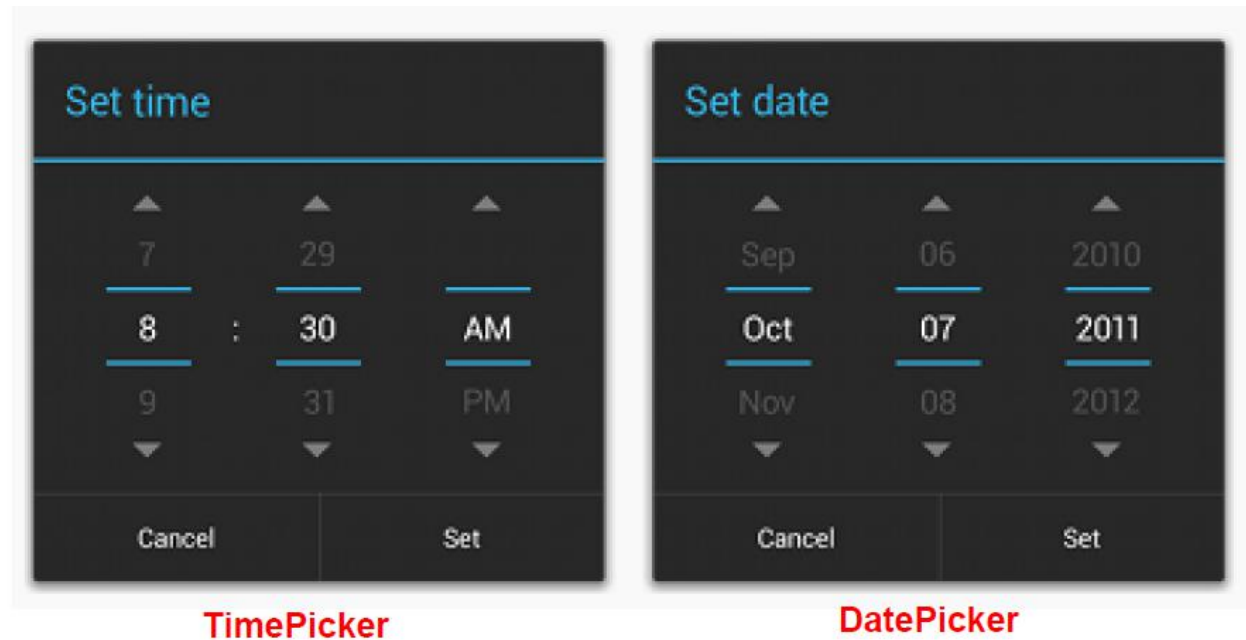 Set time
7 29
8 : 30 AM
9 31 PM
Cancel Set
TimePicker
Set date
Sep 06 2010
Oct 07 2011
Nov 08 2012
Cancel Set
DatePicker